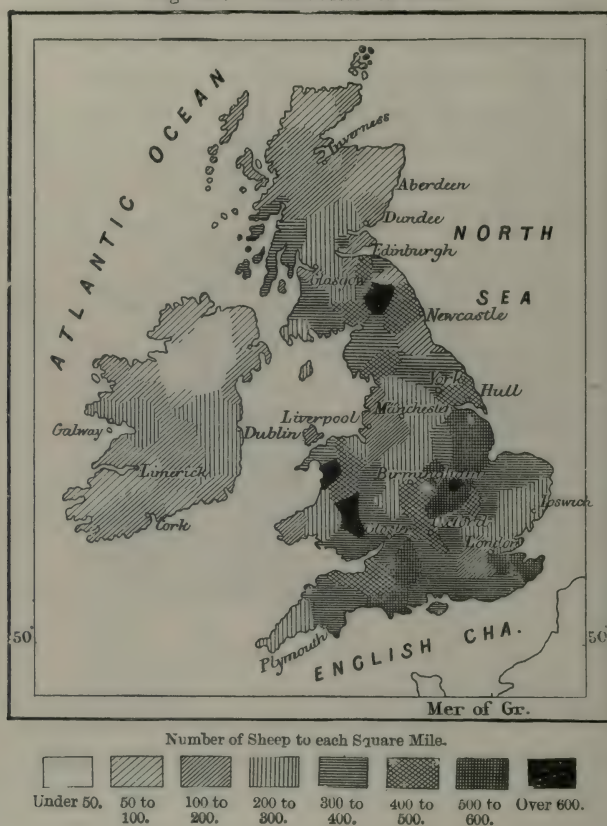 ATLANTIC OCEAN
Inverness
Aberdeen
Dundee
NORTH
Edinburgh
Glasgow
SEA
Newcastle
York
Hull
Manchester
Liverpool
Galway
Dublin
Limerick
Birmingham
Ipswich
Cork
Oxford
London
50°
50°
Plymouth
ENGLISH CHA.
Mer of Gr.
Number of Sheep to each Square Mile.
Under 50. 50 to 100. 100 to 200. 200 to 300. 300 to 400. 400 to 500. 500 to 600. Over 600.